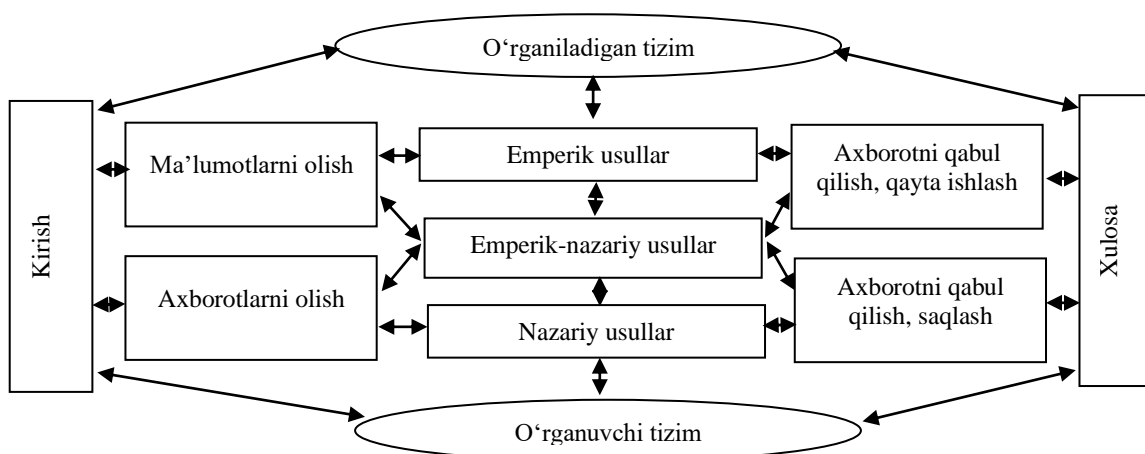 O‘rganiladigan tizim
Kirish
Ma’lumotlarni olish
Emperik usullar
Axborotni qabul
qilish, qayta ishlash
Emperik-nazariy usullar
Axborotlarni olish
Nazariy usullar
Axborotni qabul
qilish, saqlash
Xulosa
O‘rganuvchi tizim